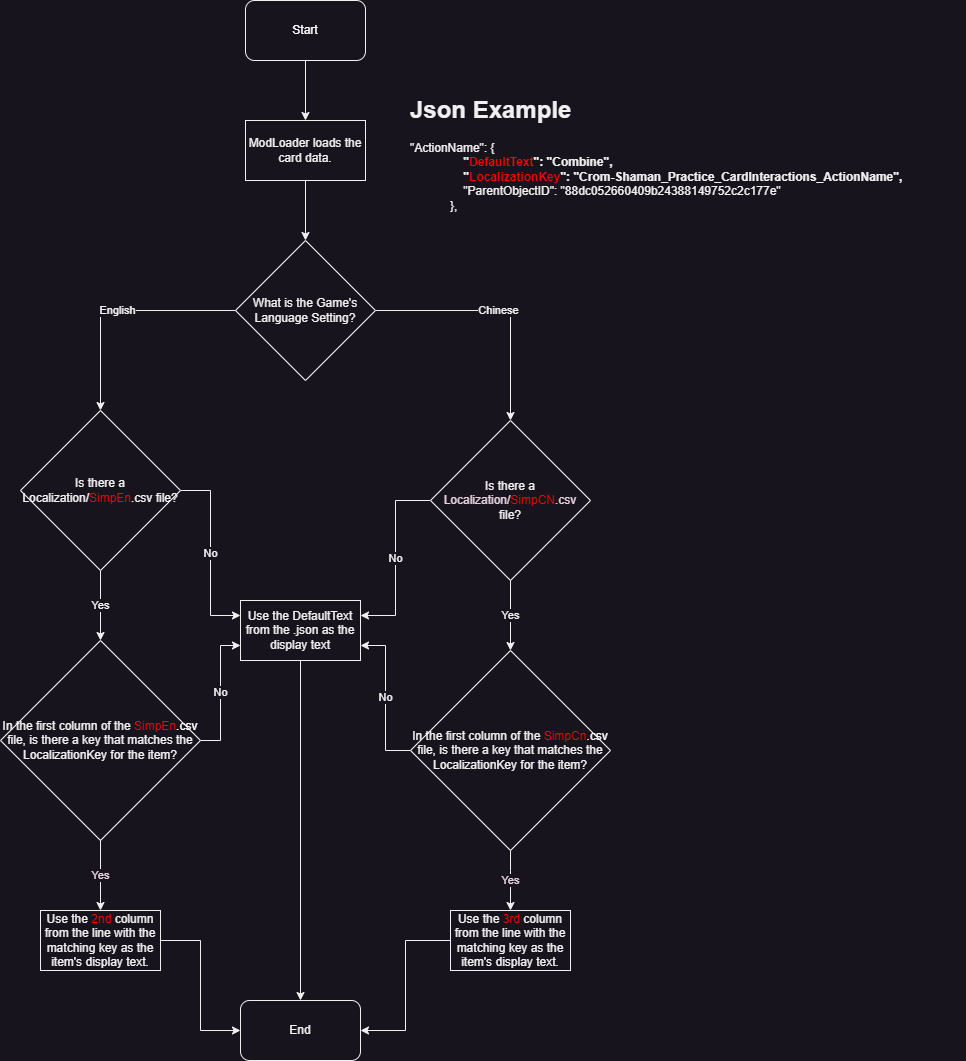 Start
Json Example
ModLoader loads the
card data.
"ActionName": {
"DefaultText": "Combine",
"LocalizationKey": "Crom-Shaman_Practice_CardInteractions_ActionName",
"ParentObjectID": "88dc052660409b24388149752c2c177e"
},
What is the Game's
Language Setting?
English
Chinese
Is there a
Localization/SimpEn.csv file?
Is there a
Localization/SimpCN.csv
file?
No
No
Yes
Yes
Use the DefaultText
from the .json as the
display text
No
No
In the first column of the SimpEn.csv
file, is there a key that matches the
LocalizationKey for the item?
In the first column of the SimpCn.csv
file, is there a key that matches the
LocalizationKey for the item?
Yes
Yes
Use the 2nd column
from the line with the
matching key as the
item's display text.
Use the 3rd column
from the line with the
matching key as the
item's display text.
End